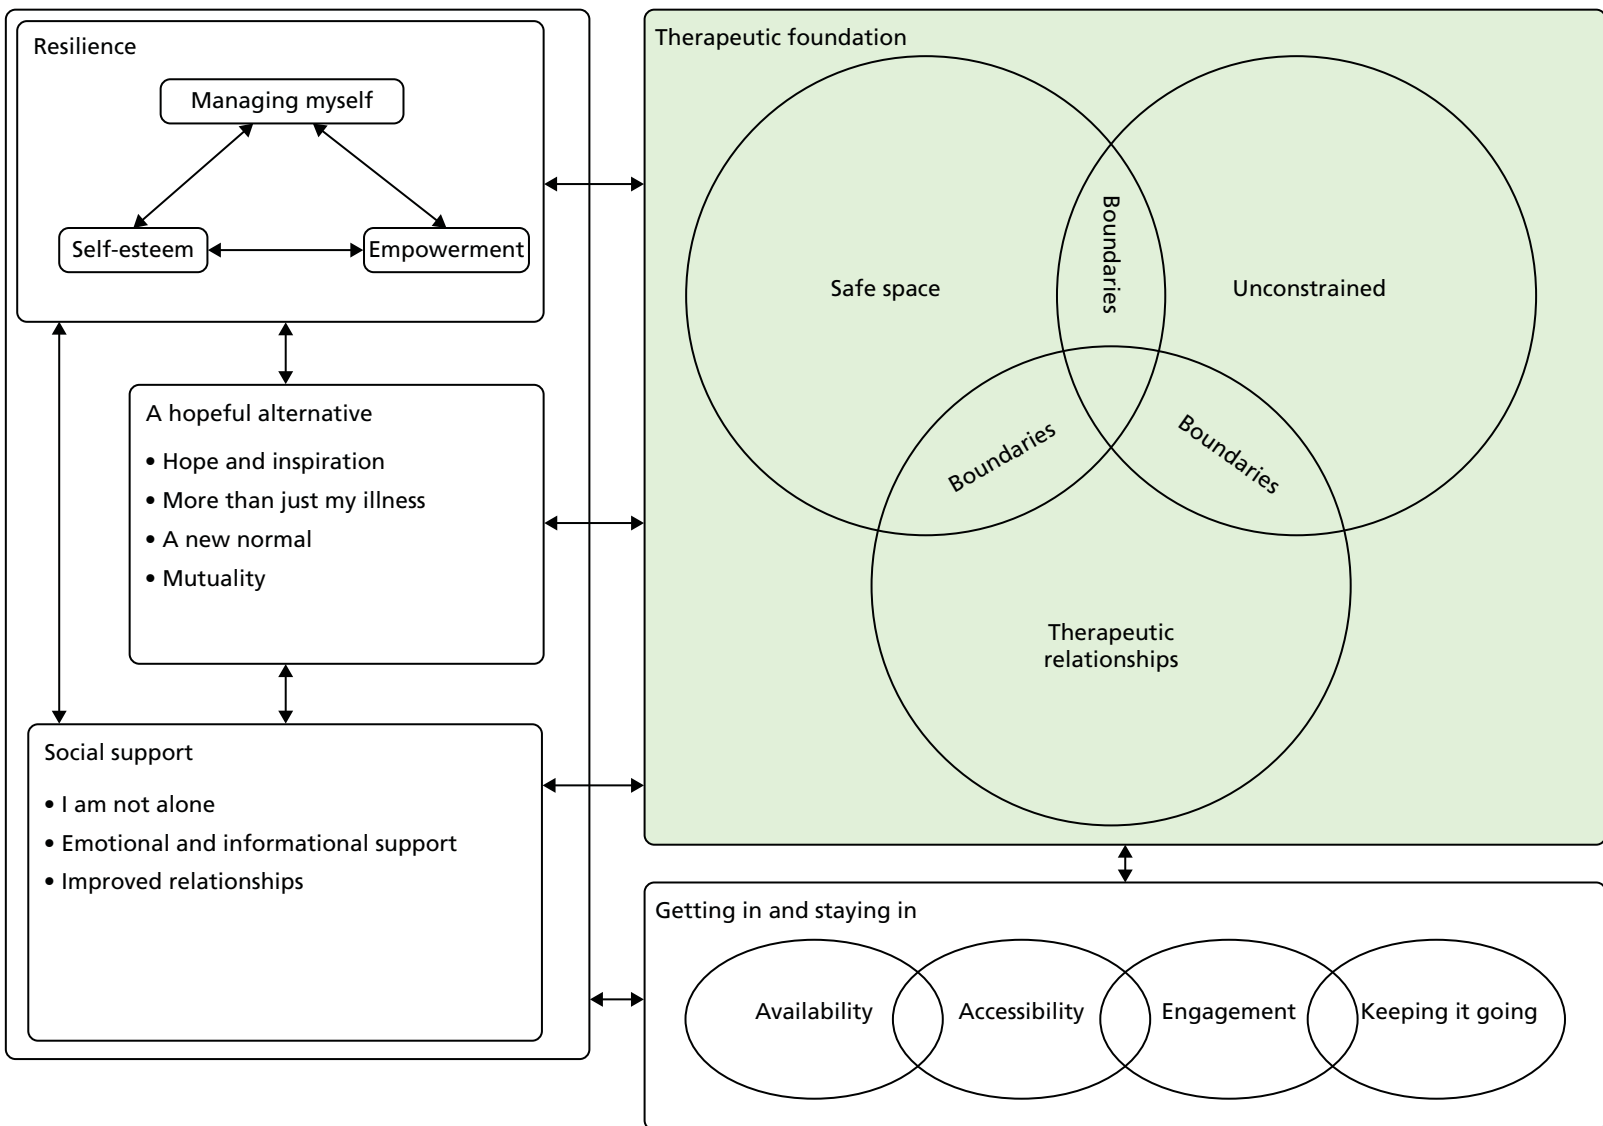 Resilience
Managing myself
Self-esteem
Empowerment
A hopeful alternative
• Hope and inspiration
• More than just my illness
• A new normal
• Mutuality
Social support
• I am not alone
• Emotional and informational support
• Improved relationships
Therapeutic foundation
Safe space
Boundaries
Unconstrained
Boundaries
Boundaries
Therapeutic
relationships
Getting in and staying in
Availability
Accessibility
Engagement
Keeping it going